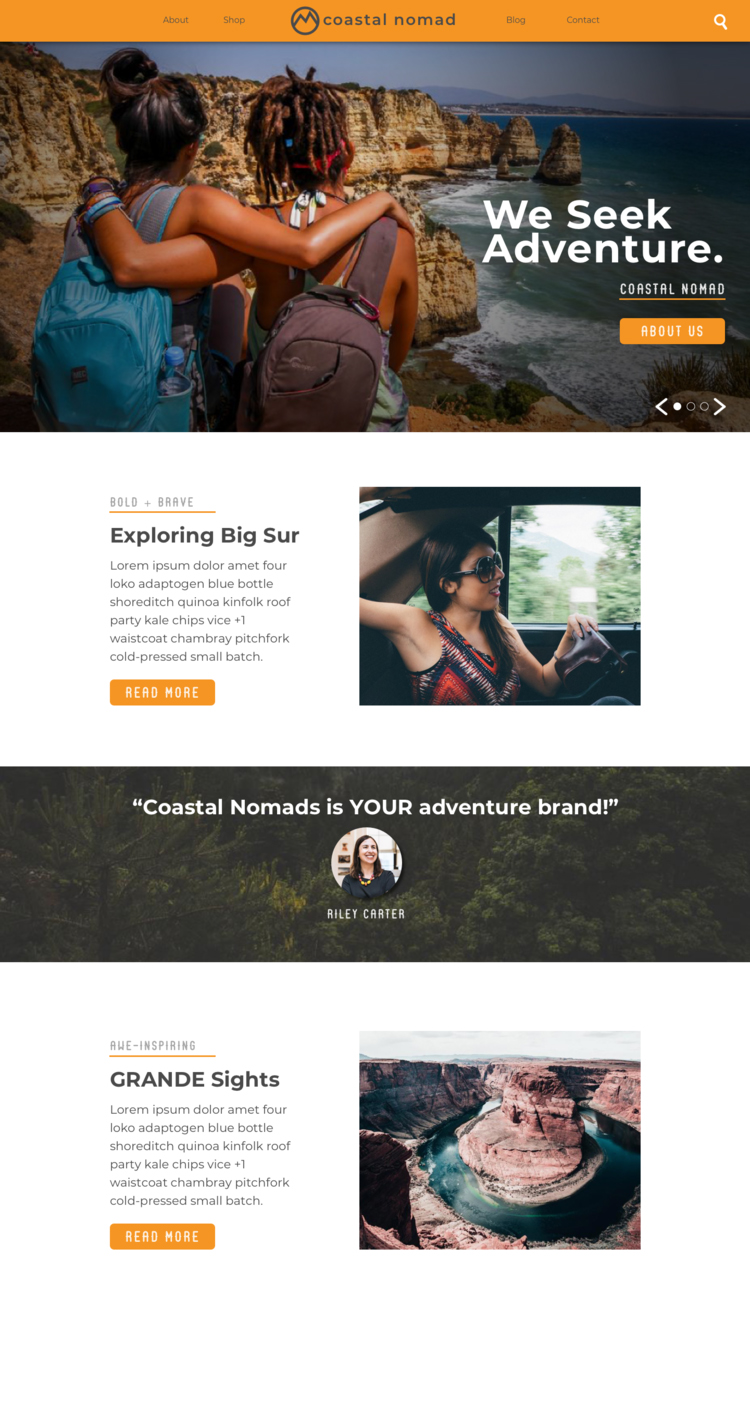 About
Shop
coastal nomad
Blog
Contact
We Seek
Adventure.
COASTAL NOMAD
ABOUT US
BOLD + BRAVE
Exploring Big Sur
Lorem ipsum dolor amet four
loko adaptogen blue bottle
shoreditch quinoa kinfolk roof
party kale chips vice +1
waistcoat chambray pitchfork
cold-pressed small batch.
READ MORE
“Coastal Nomads is YOUR adventure brand!”
RILEY CARTER
AWE-INSPIRING
GRANDE Sights
Lorem ipsum dolor amet four
loko adaptogen blue bottle
shoreditch quinoa kinfolk roof
party kale chips vice +1
waistcoat chambray pitchfork
cold-pressed small batch.
READ MORE